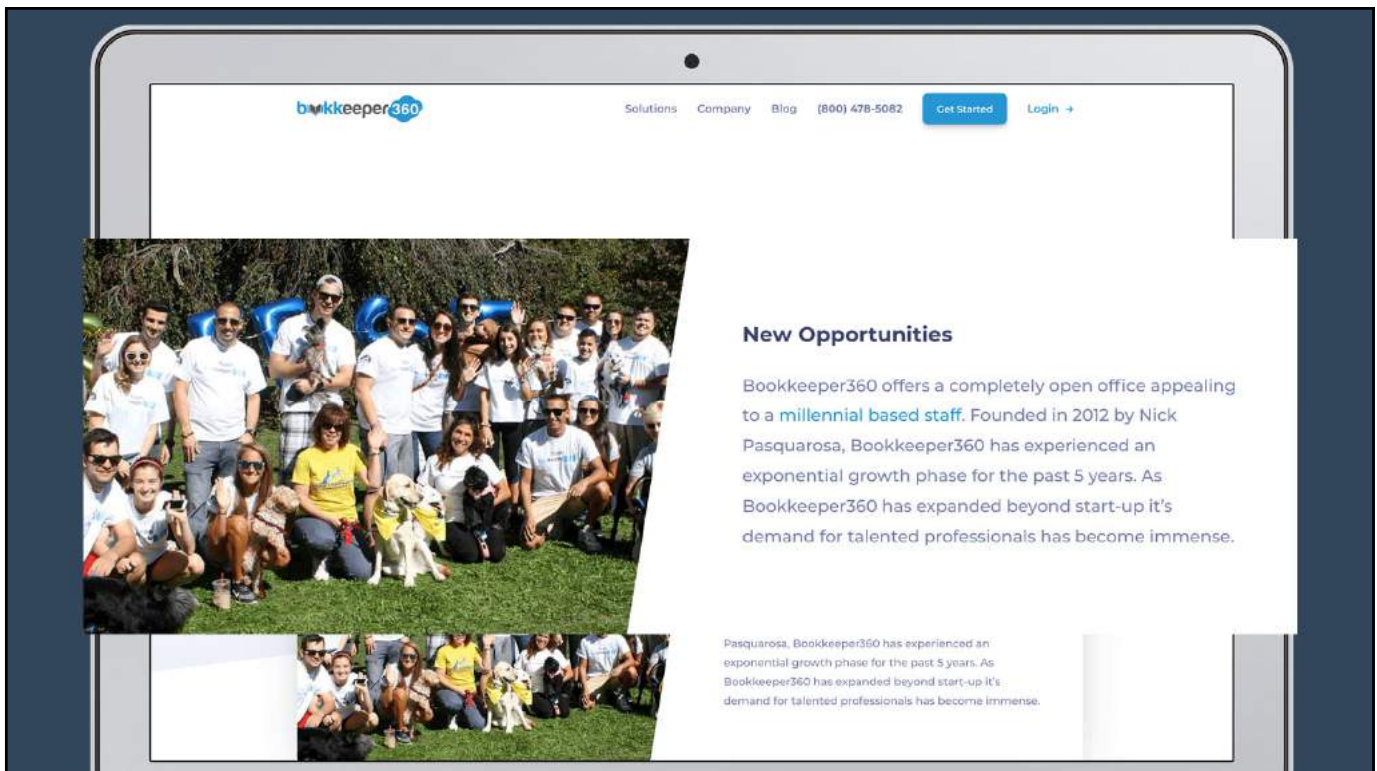 bookkeeper360
Solutions Company Blog (800) 478-5082 Get Started Login →
New Opportunities
Bookkeeper360 offers a completely open office appealing
to a millennial based staff. Founded in 2012 by Nick
Pasquarosa, Bookkeeper360 has experienced an
exponential growth phase for the past 5 years. As
Bookkeeper360 has expanded beyond start-up it's
demand for talented professionals has become immense.
Pasquarosa, Bookkeeper360 has experienced an
exponential growth phase for the past 5 years. As
Bookkeeper360 has expanded beyond start-up it's
demand for talented professionals has become immense.